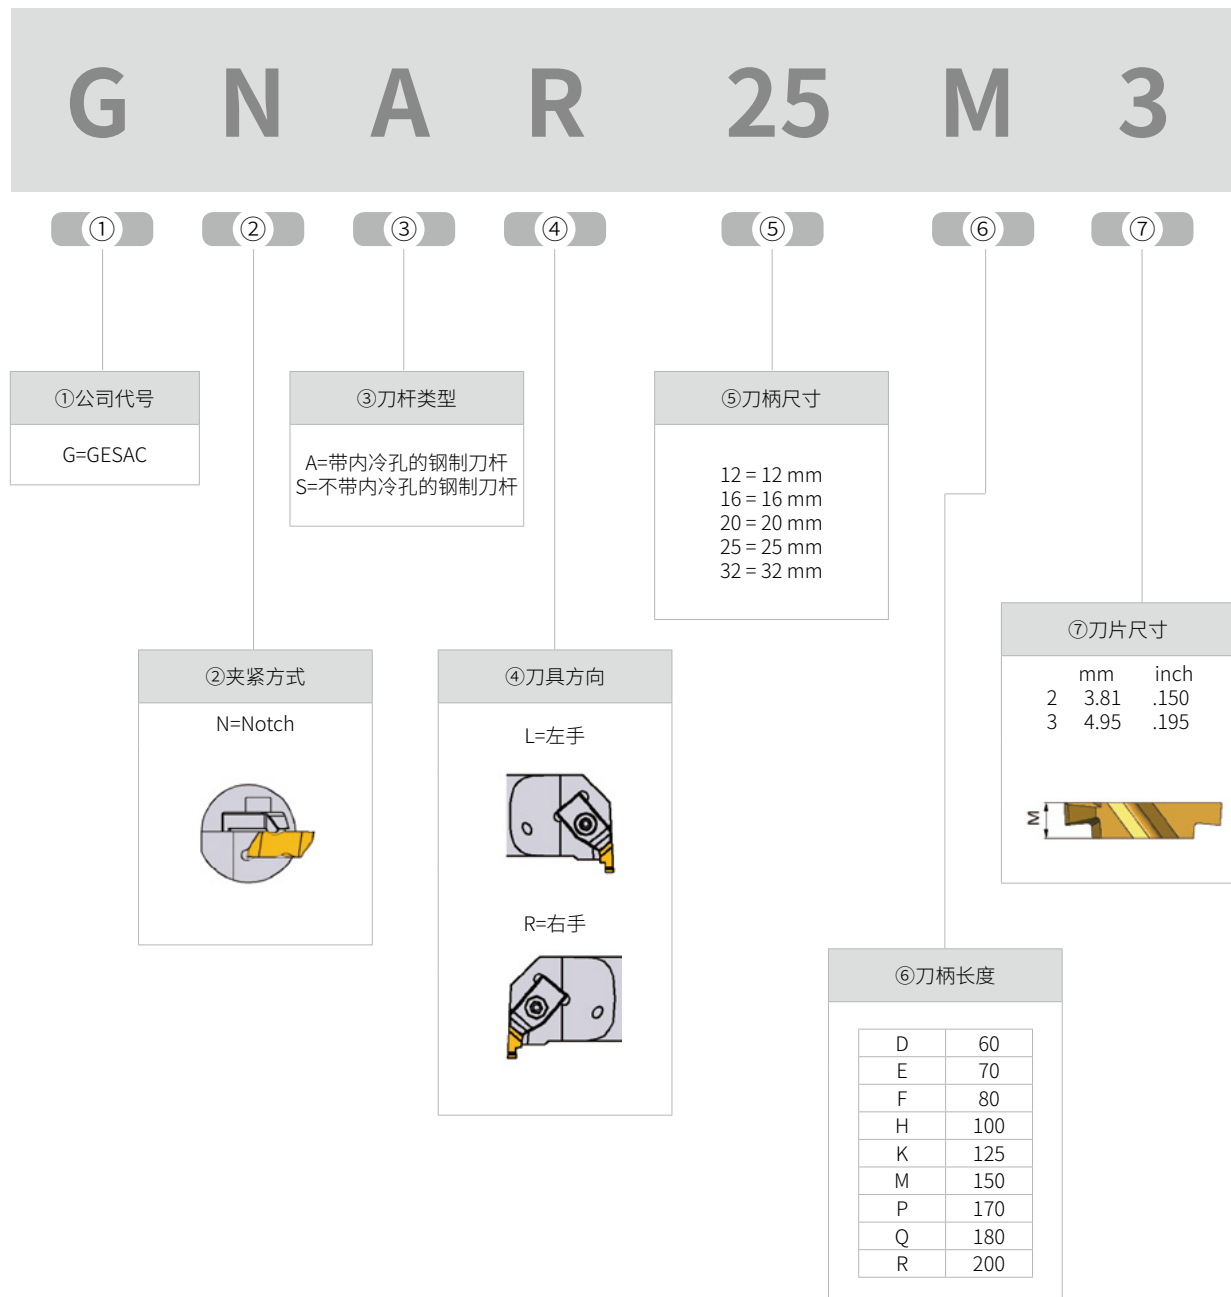 G N A R 25 M 3
① ② ③ ④ ⑤ ⑥ ⑦
①公司代号
G=GESAC
③刀杆类型
A=带内冷孔的钢制刀杆
S=不带内冷孔的钢制刀杆
⑤刀柄尺寸
12 = 12 mm
16 = 16 mm
20 = 20 mm
25 = 25 mm
32 = 32 mm
⑦刀片尺寸
mm inch
2 3.81 .150
3 4.95 .195
M
②夹紧方式
N=Notch
④刀具方向
L=左手
R=右手
⑥刀柄长度
D 60
E 70
F 80
H 100
K 125
M 150
P 170
Q 180
R 200